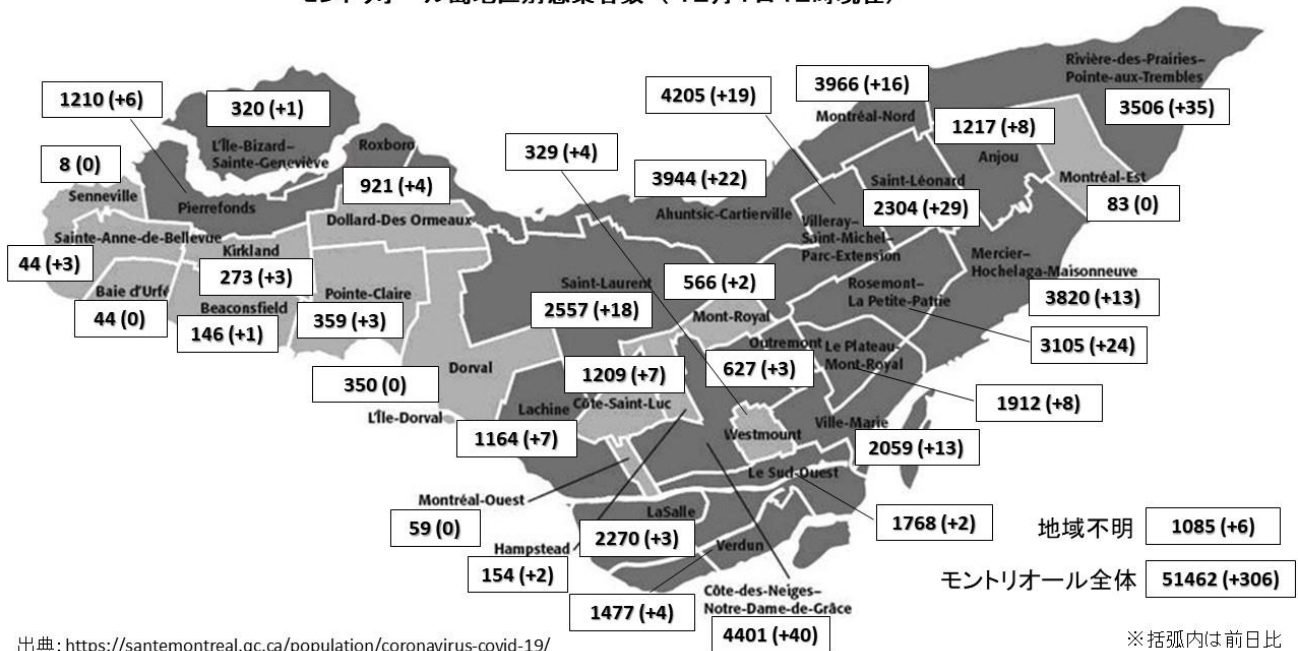 モントリオール島地区別感染者数
1210 (+6)
320 (+1)
L'Île-Bizard–
Sainte-Geneviève
Roxboro
8 (0)
Senneville
Pierrefonds
921 (+4)
Dollard-Des Ormeaux
Sainte-Anne-de-Bellevue
44 (+3)
Kirkland
273 (+3)
Baie d'Urfé
44 (0)
Beaconsfield
146 (+1)
Pointe-Claire
359 (+3)
350 (0)
Dorval
L'Île-Dorval
329 (+4)
4205 (+19)
3966 (+16)
Montréal-Nord
Rivière-des-Prairies–
Pointe-aux-Trembles
3506 (+35)
1217 (+8)
Anjou
3944 (+22)
Ahuntsic-Cartierville
Saint-Léonard
2304 (+29)
Montréal-Est
83 (0)
Villeray–
Saint-Michel–
Parc-Extension
Mercier–
Hochelaga-Maisonneuve
3820 (+13)
Saint-Laurent
2557 (+18)
566 (+2)
Mont-Royal
Rosemont–
La Petite-Patrie
3105 (+24)
Outremont
627 (+3)
Le Plateau-
Mont-Royal
1912 (+8)
1209 (+7)
Côte-Saint-Luc
Lachine
1164 (+7)
Westmount
Ville-Marie
2059 (+13)
Le Sud-Ouest
1768 (+2)
Montréal-Ouest
59 (0)
LaSalle
2270 (+3)
Hampstead
154 (+2)
Verdun
1477 (+4)
Côte-des-Neiges–
Notre-Dame-de-Grâce
4401 (+40)
地域不明 1085 (+6)
モントリオール全体 51462 (+306)
出典: https://santemontreal.qc.ca/population/coronavirus-covid-19/
※括弧内は前日比